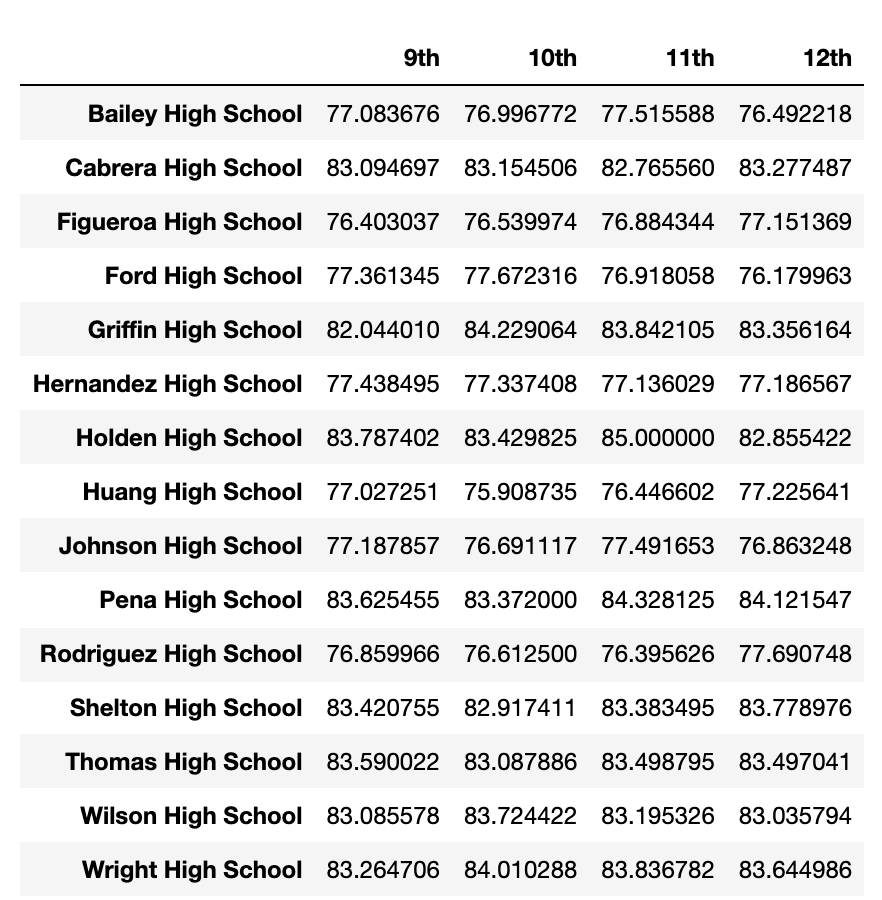 9th 10th 11th 12th
Bailey High School 77.083676 76.996772 77.515588 76.492218
Cabrera High School 83.094697 83.154506 82.765560 83.277487
Figueroa High School 76.403037 76.539974 76.884344 77.151369
Ford High School 77.361345 77.672316 76.918058 76.179963
Griffin High School 82.044010 84.229064 83.842105 83.356164
Hernandez High School 77.438495 77.337408 77.136029 77.186567
Holden High School 83.787402 83.429825 85.000000 82.855422
Huang High School 77.027251 75.908735 76.446602 77.225641
Johnson High School 77.187857 76.691117 77.491653 76.863248
Pena High School 83.625455 83.372000 84.328125 84.121547
Rodriguez High School 76.859966 76.612500 76.395626 77.690748
Shelton High School 83.420755 82.917411 83.383495 83.778976
Thomas High School 83.590022 83.087886 83.498795 83.497041
Wilson High School 83.085578 83.724422 83.195326 83.035794
Wright High School 83.264706 84.010288 83.836782 83.644986